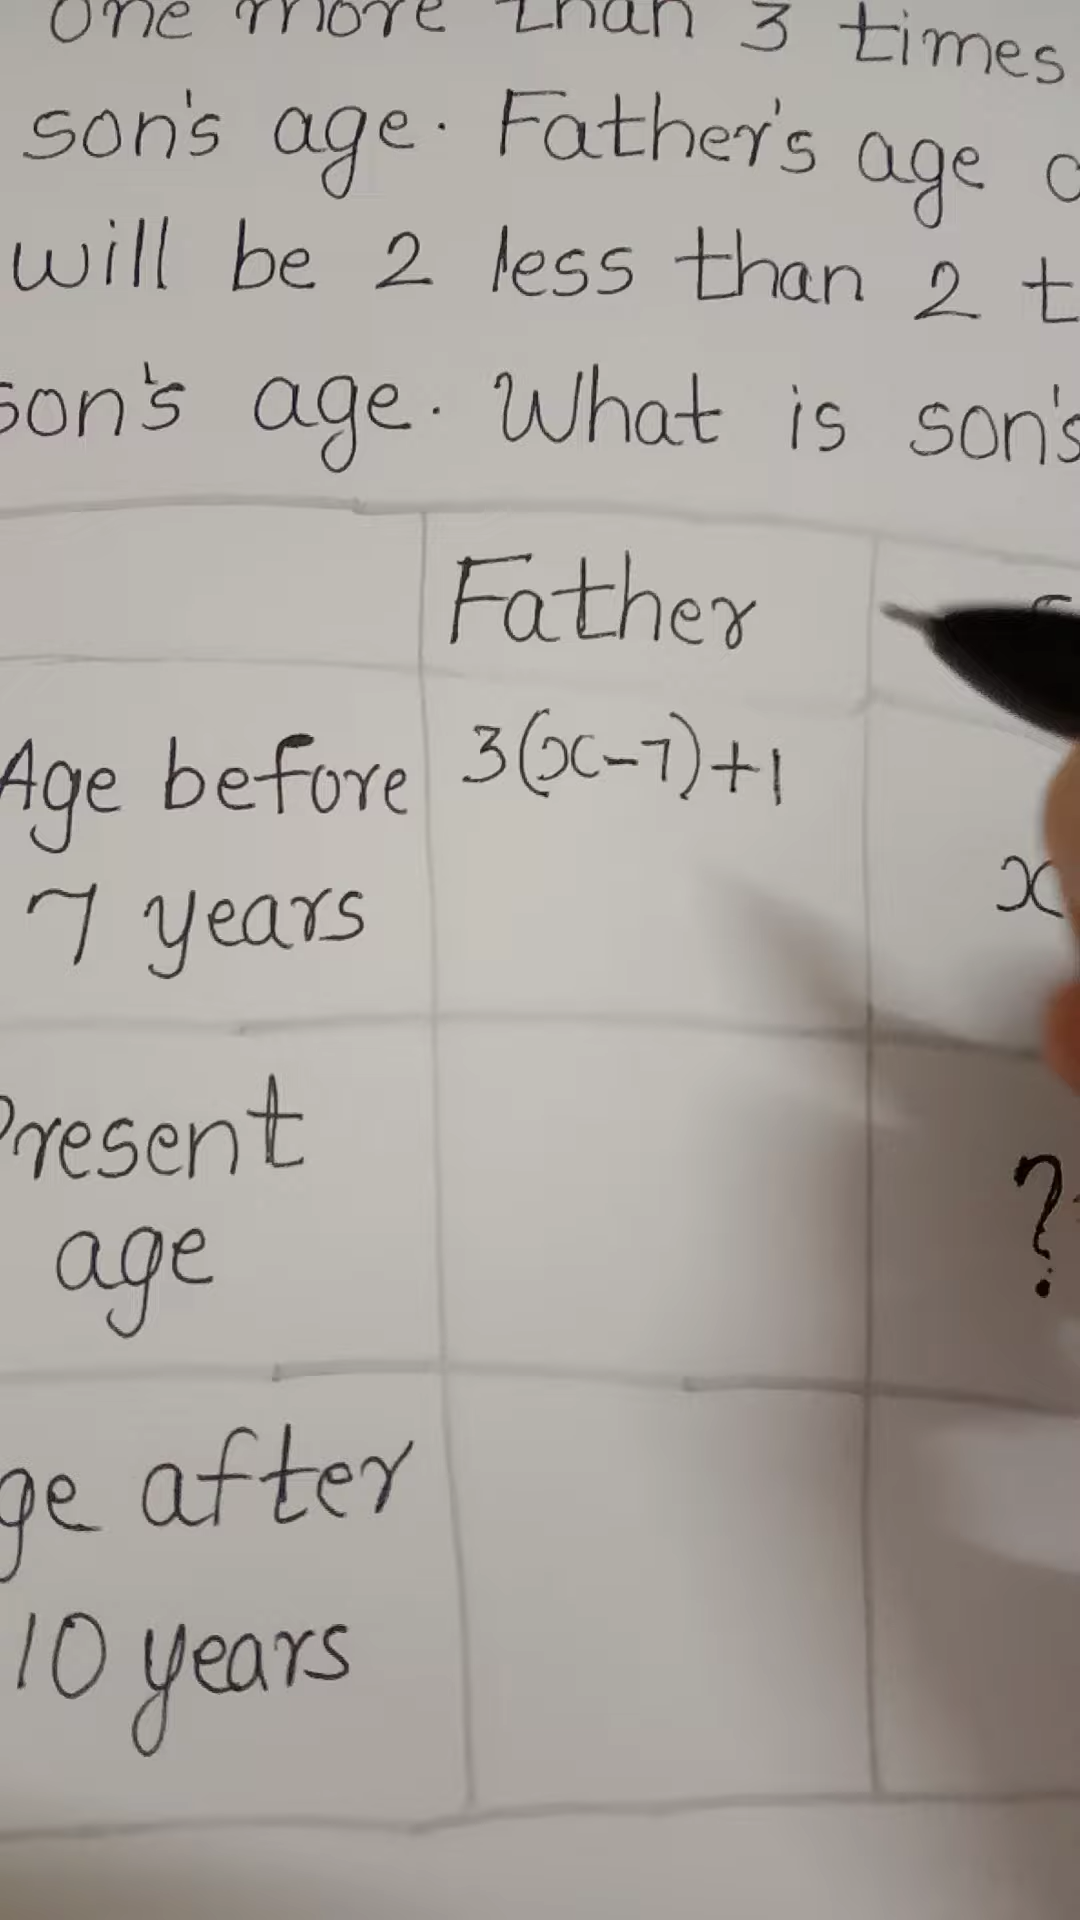 one more than 3 times
son's age. Father's age
will be 2 less than 2
son's age. What is son's
Father
Age before 3(x-7)+1
7 years x
Present
age ?
after
10 years